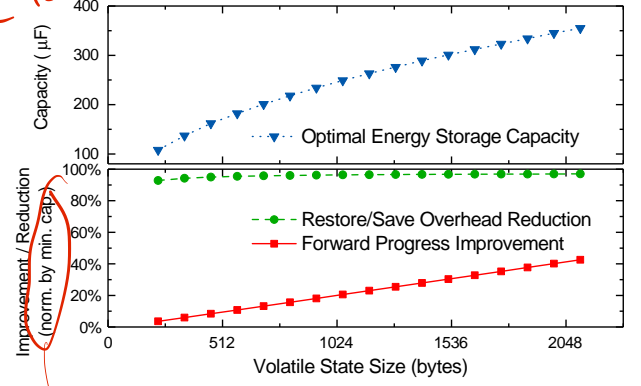 400
300
200
100
Capacity ( μF)
Optimal Energy Storage Capacity
100%
80%
60%
40%
20%
0%
Improvement / Reduction
(norm. by min. cap.)
Restore/Save Overhead Reduction
Forward Progress Improvement
0 512 1024 1536 2048
Volatile State Size (bytes)